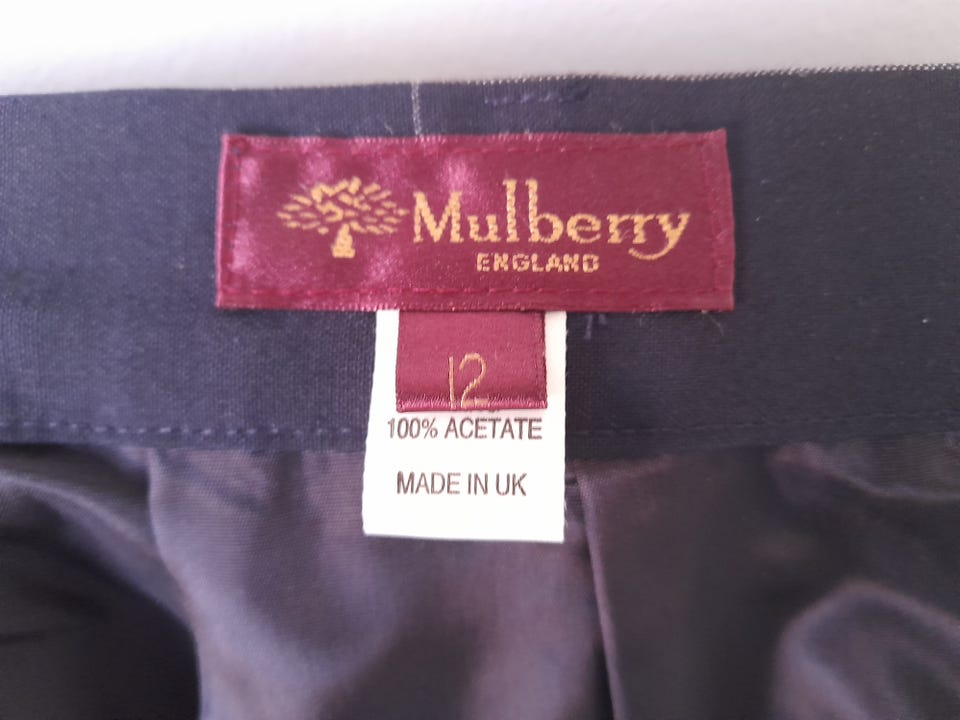 Mulberry
ENGLAND
12
100% ACETATE
MADE IN UK